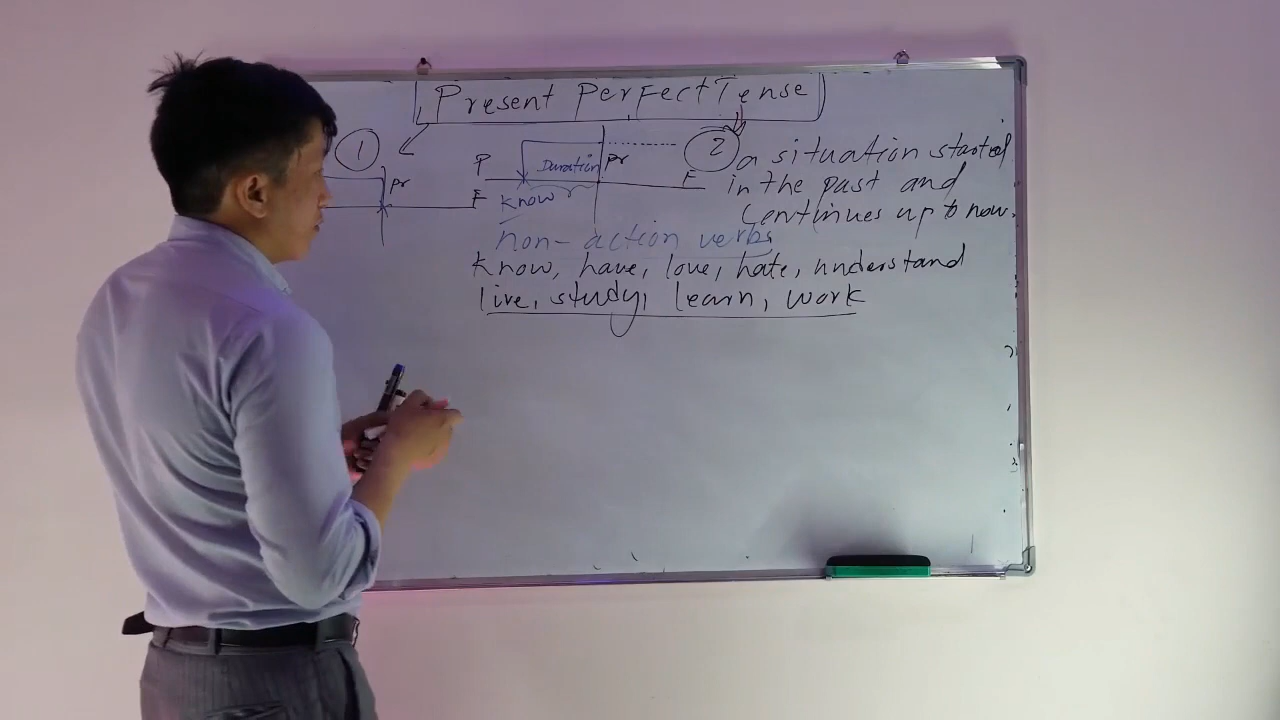 Present Perfect Tense
1
Pr
P
Duration
Pr
F
F
Know
2
a situation started
in the past and
Continues up to now.
non-action verbs
Know, have, love, hate, understand
live, study, learn, work